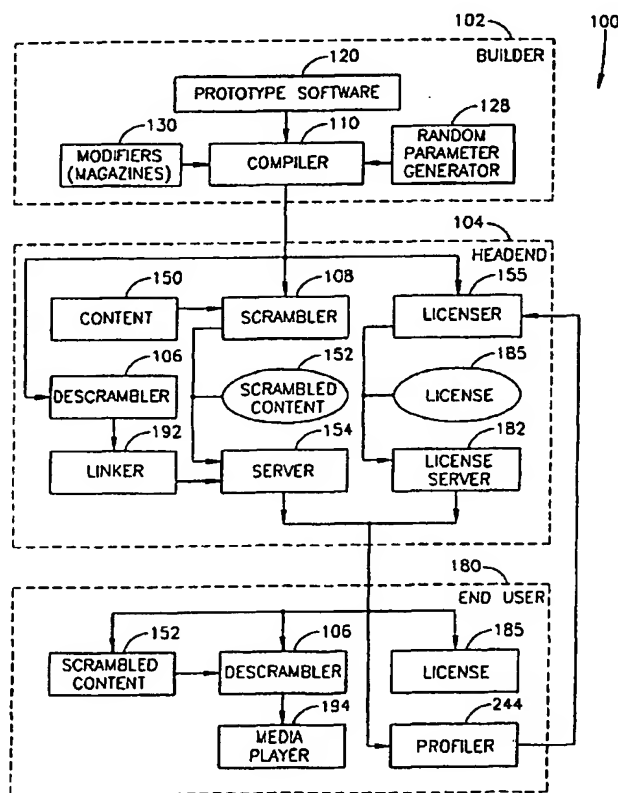 102
100
BUILDER
120
PROTOTYPE SOFTWARE
130
110
128
MODIFIERS
(MAGAZINES)
COMPILER
RANDOM
PARAMETER
GENERATOR
104
HEADEND
150
108
155
CONTENT
SCRAMBLER
LICENSER
106
152
185
DESCRAMBLER
SCRAMBLED
CONTENT
LICENSE
192
154
182
LINKER
SERVER
LICENSE
SERVER
180
END USER
152
106
185
SCRAMBLED
CONTENT
DESCRAMBLER
LICENSE
194
244
MEDIA
PLAYER
PROFILER